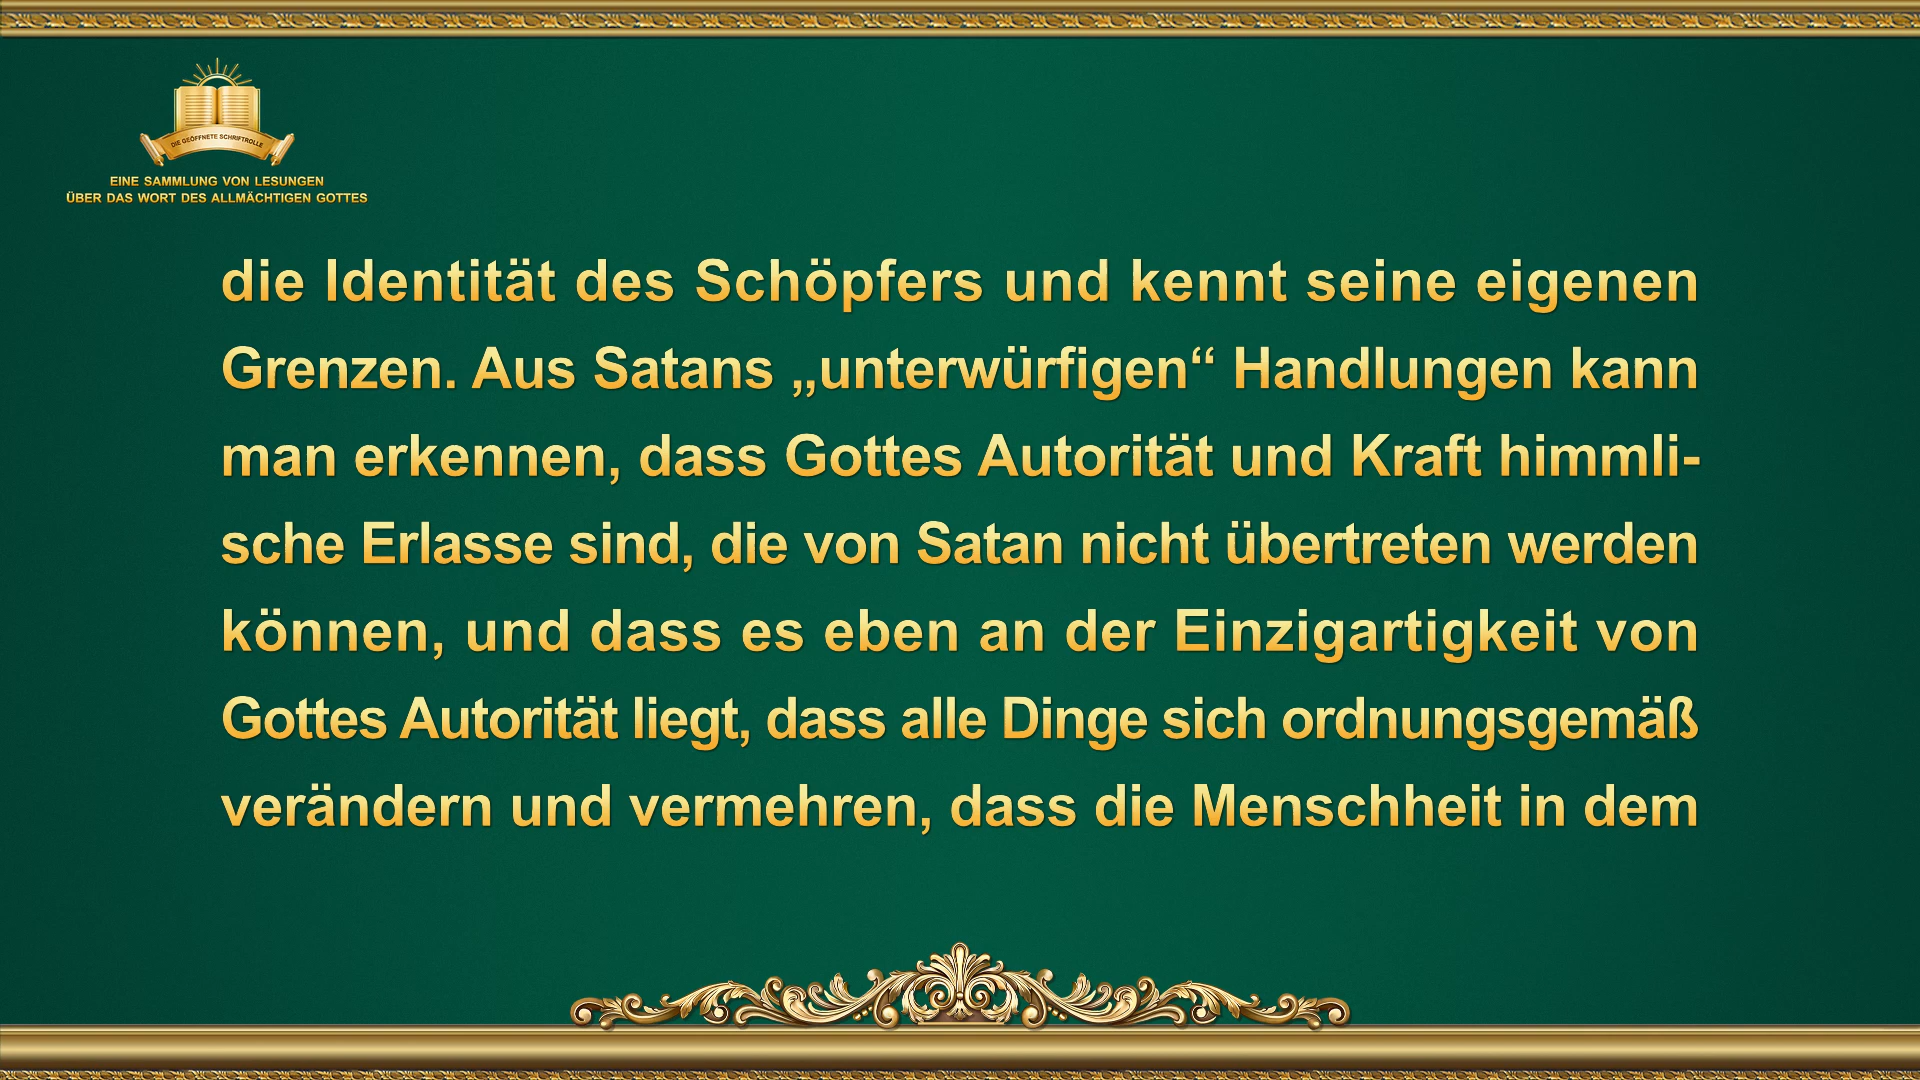 DIE GEÖFFNETE SCHRIFTROLLE
EINE SAMMLUNG VON LESUNGEN
ÜBER DAS WORT DES ALLMÄCHTIGEN GOTTES
die Identität des Schöpfers und kennt seine eigenen
Grenzen. Aus Satans „unterwürfigen“ Handlungen kann
man erkennen, dass Gottes Autorität und Kraft himmli-
sche Erlasse sind, die von Satan nicht übertreten werden
können, und dass es eben an der Einzigartigkeit von
Gottes Autorität liegt, dass alle Dinge sich ordnungsgemäß
verändern und vermehren, dass die Menschheit in dem